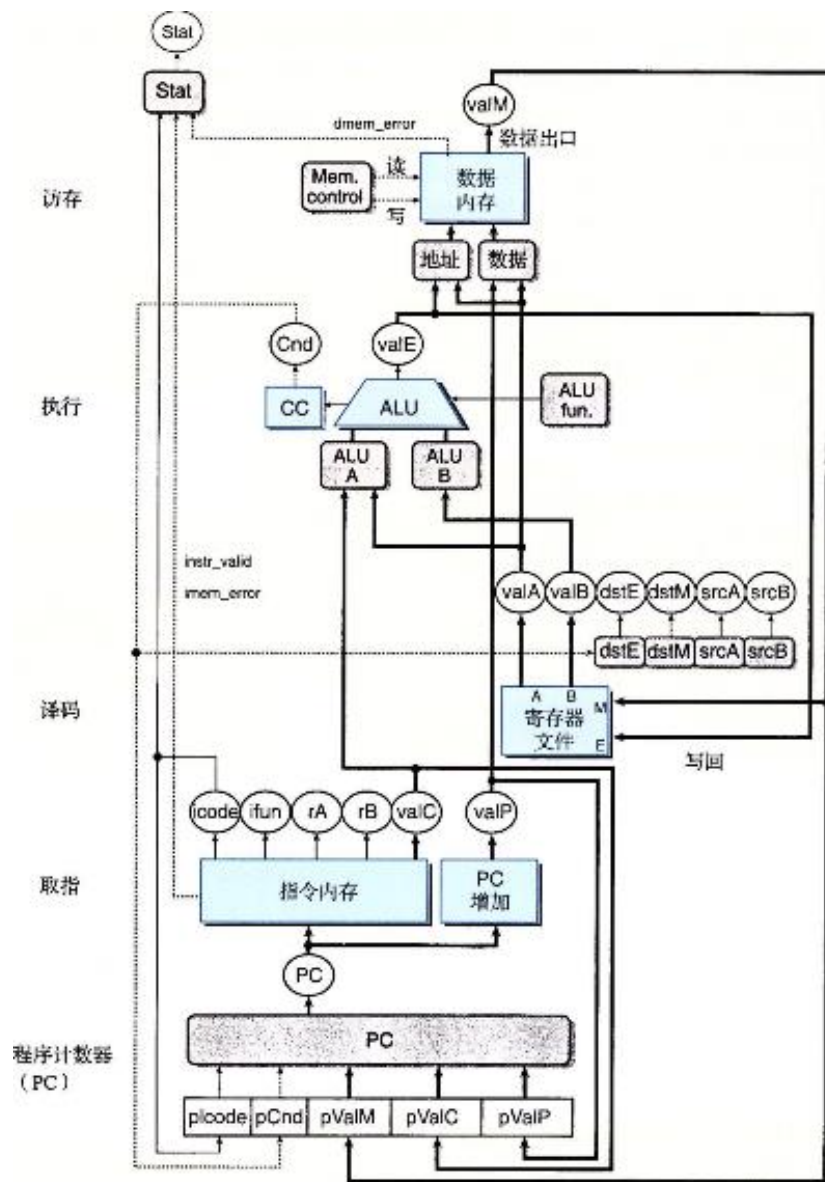 Stat
Stat
valM
dmem_error
数据出口
Mem. control
读
写
数据内存
访存
地址
数据
Cnd
valE
执行
CC
ALU
ALU fun.
ALU A
ALU B
instr_valid
imem_error
valA
valB
dstE
dstM
srcA
srcB
dstE
dstM
srcA
srcB
译码
A
B
M
寄存器文件
E
写回
icode
ifun
rA
rB
valC
valP
取指
指令内存
PC增加
PC
程序计数器
（PC）
PC
pIcode
pCnd
pValM
pValC
pValP